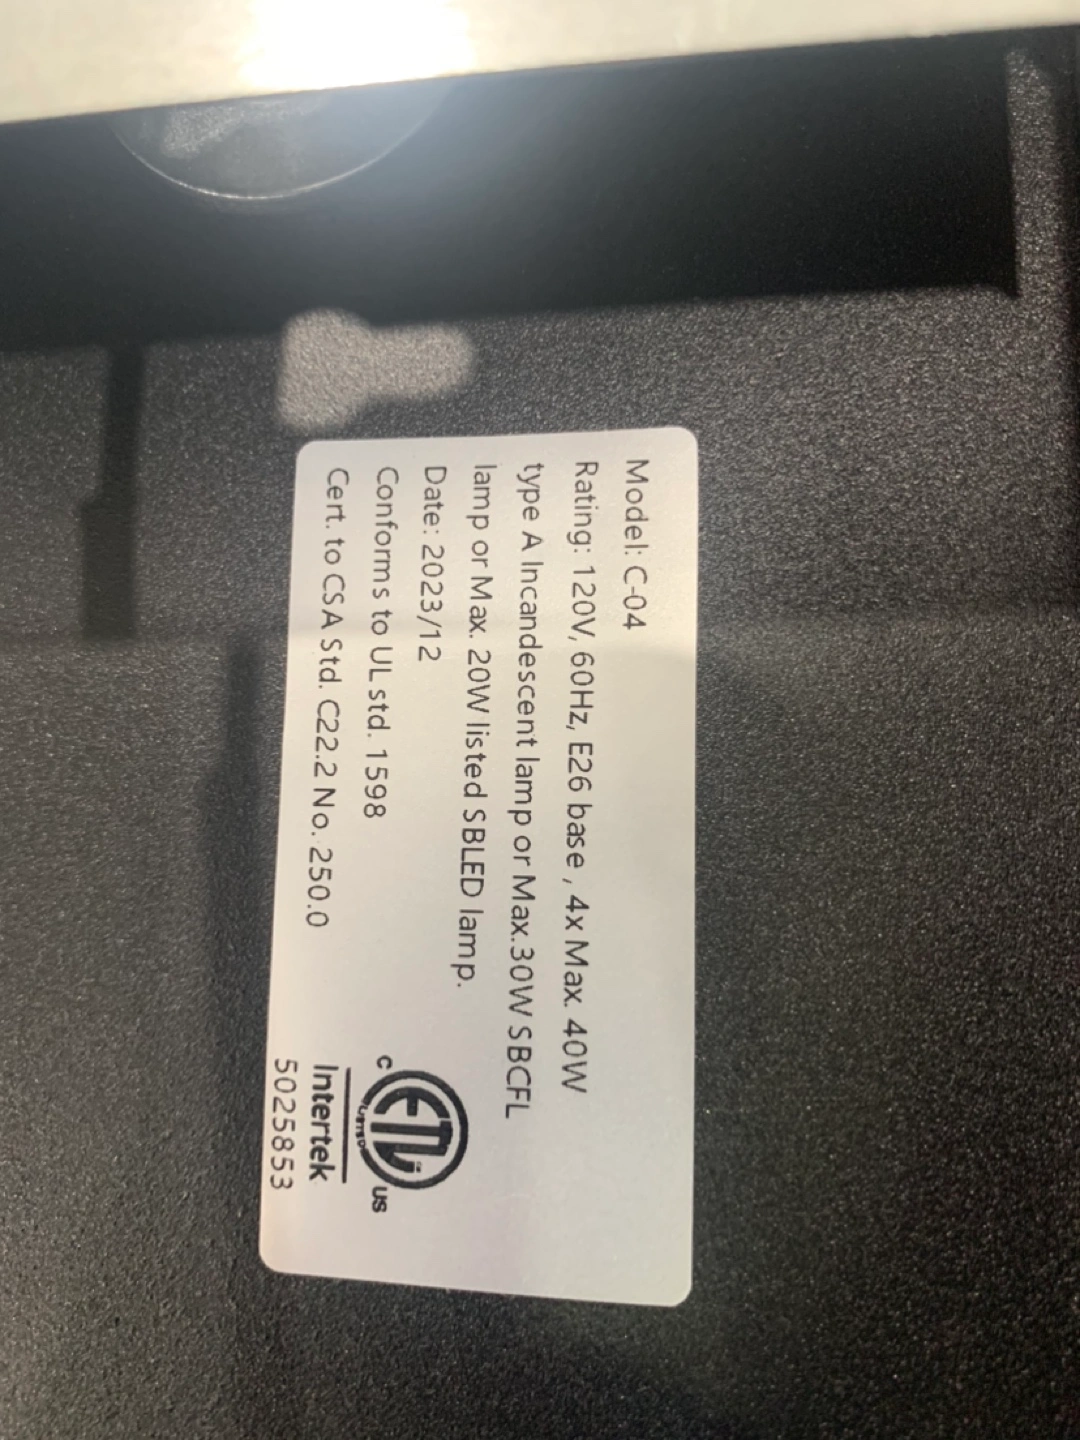 Model: C-04
Rating: 120V, 60Hz, E26 base , 4x Max. 40W
type A Incandescent lamp or Max.30W SBCFL
lamp or Max. 20W listed SBLED lamp.
Date: 2023/12
Conforms to UL std. 1598
Cert. to CSA Std. C22.2 No. 250.0
ETL
LISTED
C US
Intertek
5025853